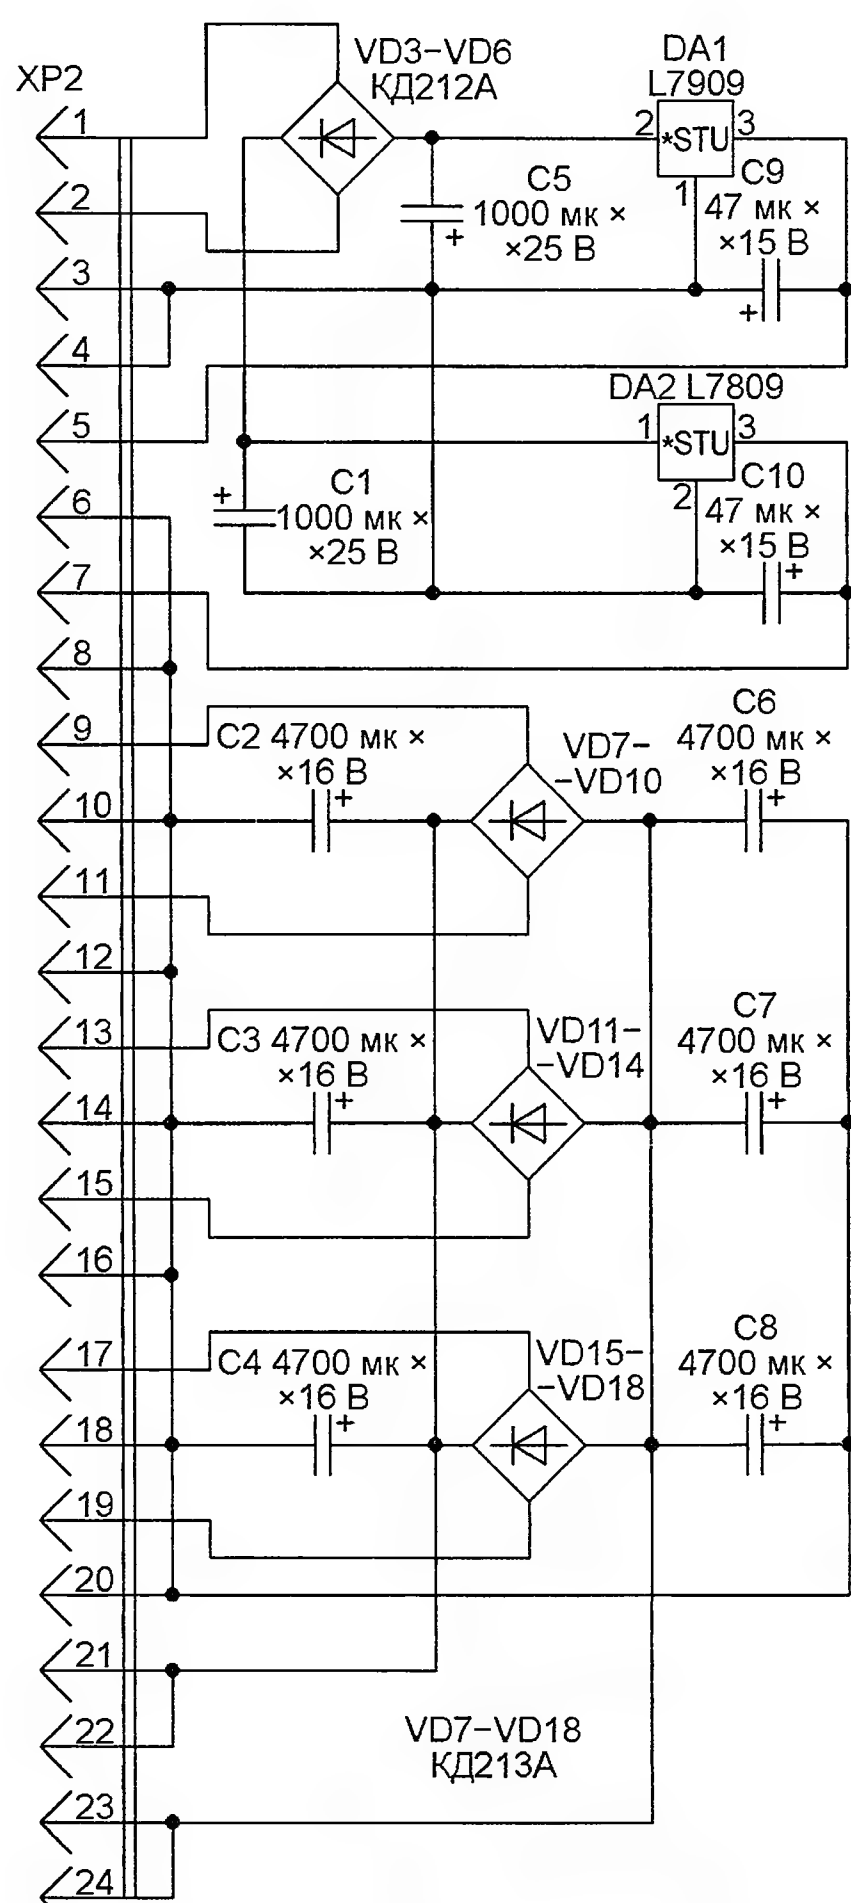 XP2
VD3–VD6
КД212А
DA1
L7909
1
2
3
4
5
6
7
8
9
10
11
12
13
14
15
16
17
18
19
20
21
22
23
24
2
*STU
3
1
C5
1000 мк ×
×25 В
+
C9
47 мк ×
×15 В
+
DA2 L7809
1
*STU
3
2
C1
1000 мк ×
×25 В
+
C10
47 мк ×
×15 В
+
C2 4700 мк ×
×16 В
+
VD7–
–VD10
C6
4700 мк ×
×16 В
+
C3 4700 мк ×
×16 В
+
VD11–
–VD14
C7
4700 мк ×
×16 В
+
C4 4700 мк ×
×16 В
+
VD15–
–VD18
C8
4700 мк ×
×16 В
+
VD7–VD18
КД213А